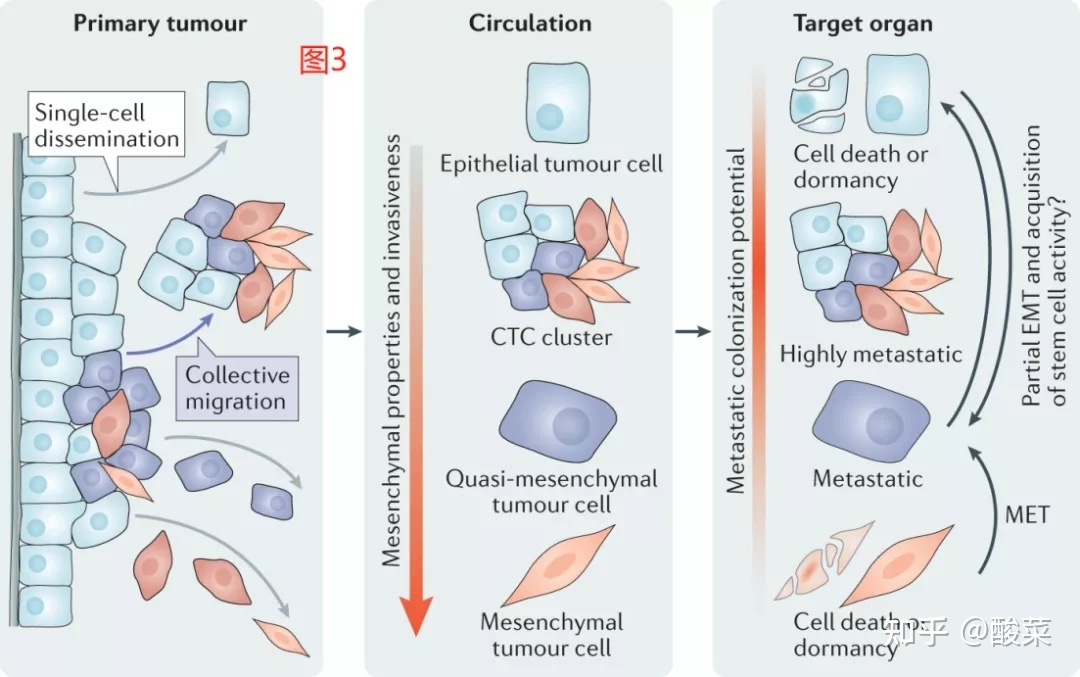 Primary tumour
图3
Single-cell
dissemination
Collective
migration
Circulation
Mesenchymal properties and invasiveness
Epithelial tumour cell
CTC cluster
Quasi-mesenchymal
tumour cell
Mesenchymal
tumour cell
Target organ
Metastatic colonization potential
Cell death or
dormancy
Highly metastatic
Metastatic
Cell death or
dormancy
Partial EMT and acquisition
of stem cell activity?
MET
知乎 @酸菜